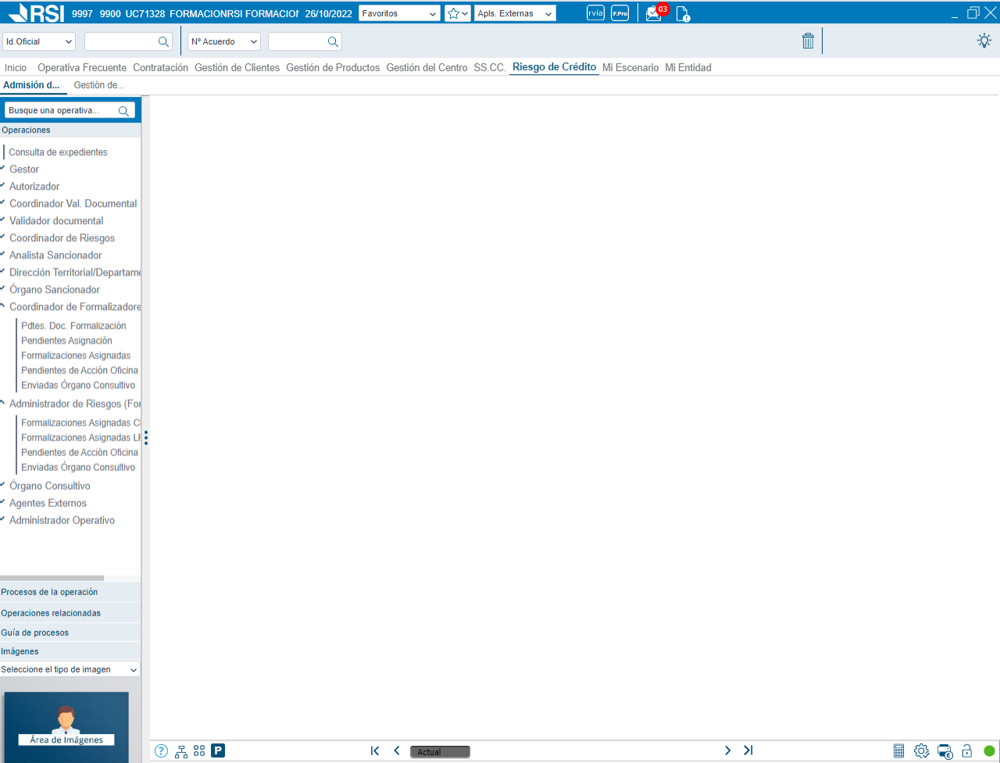 RSI 9997 9900 UC71328 FORMACIONRSI FORMACION 26/10/2022 Favoritos Apls. Externas rvia F.Pro 03
Id.Oficial Nº Acuerdo
Inicio Operativa Frecuente Contratación Gestión de Clientes Gestión de Productos Gestión del Centro SS.CC. Riesgo de Crédito Mi Escenario Mi Entidad
Admisión d... Gestión de...
Busque una operativa...
Operaciones
Consulta de expedientes
Gestor
Autorizador
Coordinador Val. Documental
Validador documental
Coordinador de Riesgos
Analista Sancionador
Dirección Territorial/Departame
Órgano Sancionador
Coordinador de Formalizadore
Pdtes. Doc. Formalización
Pendientes Asignación
Formalizaciones Asignadas
Pendientes de Acción Oficina
Enviadas Órgano Consultivo
Administrador de Riesgos (For
Formalizaciones Asignadas C
Formalizaciones Asignadas LF
Pendientes de Acción Oficina
Enviadas Órgano Consultivo
Órgano Consultivo
Agentes Externos
Administrador Operativo
Procesos de la operación
Operaciones relacionadas
Guía de procesos
Imágenes
Seleccione el tipo de imagen
Área de Imágenes
? P Actual